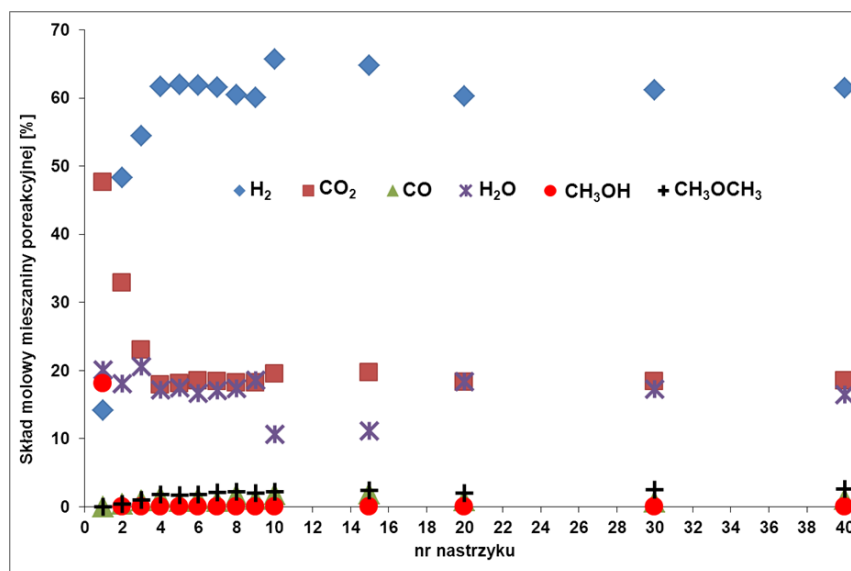 Skład molowy mieszaniny poreakcyjnej [%]
70
60
50
40
30
20
10
0
H₂ CO₂ CO H₂O CH₃OH CH₃OCH₃
0 2 4 6 8 10 12 14 16 18 20 22 24 26 28 30 32 34 36 38 40
nr nastrzyku